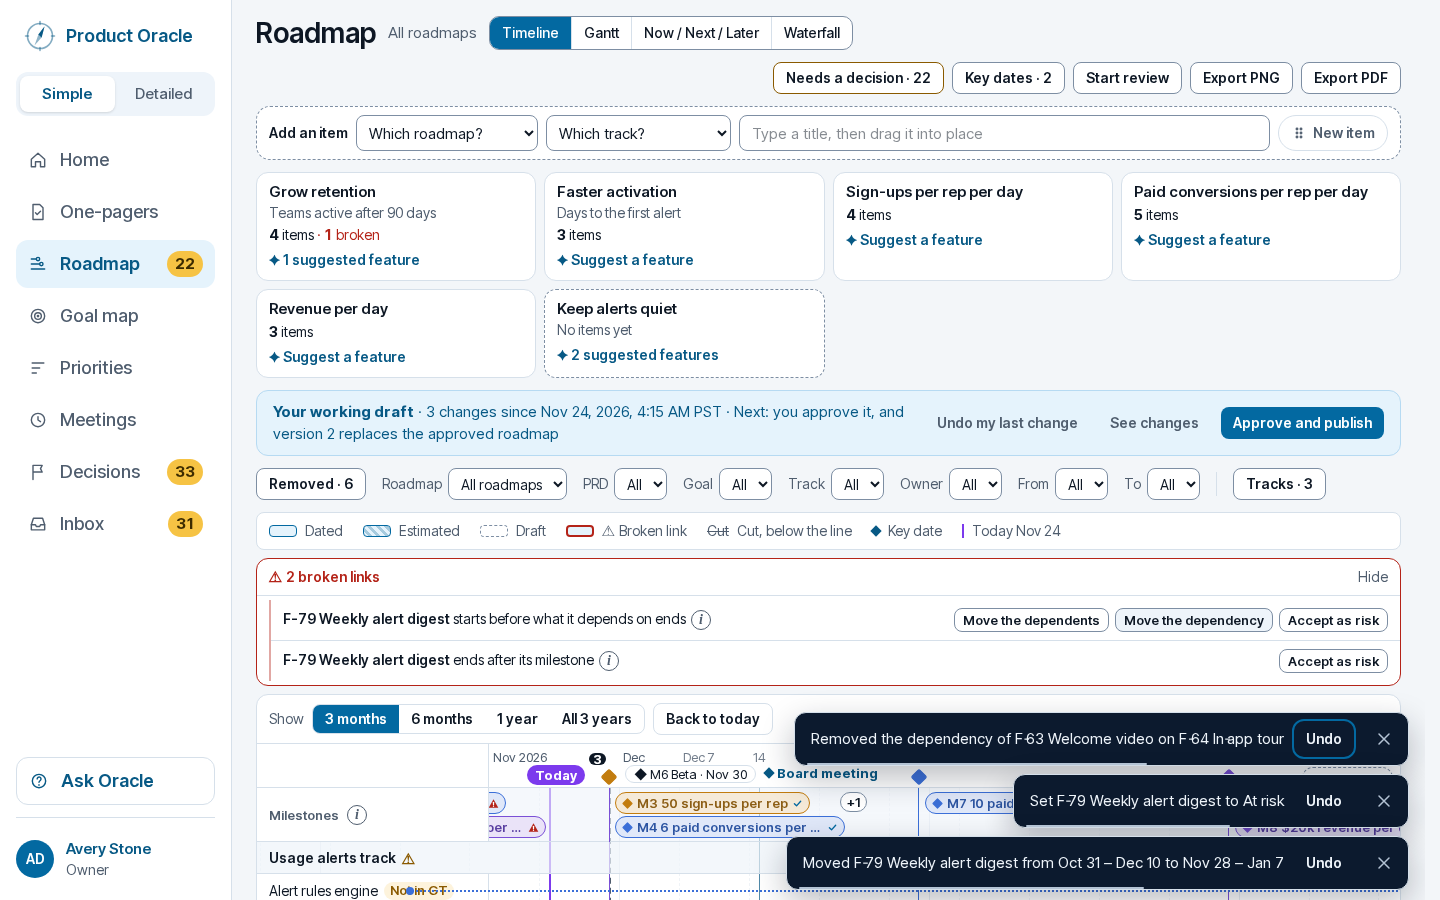 Product Oracle
Simple Detailed
Home
One-pagers
Roadmap 22
Goal map
Priorities
Meetings
Decisions 33
Inbox 31
Ask Oracle
AD Avery Stone
Owner
Roadmap All roadmaps Timeline Gantt Now / Next / Later Waterfall
Needs a decision · 22 Key dates · 2 Start review Export PNG Export PDF
Add an item Which roadmap? Which track? Type a title, then drag it into place New item
Grow retention
Teams active after 90 days
4 items · 1 broken
1 suggested feature
Faster activation
Days to the first alert
3 items
Suggest a feature
Sign-ups per rep per day
4 items
Suggest a feature
Paid conversions per rep per day
5 items
Suggest a feature
Revenue per day
3 items
Suggest a feature
Keep alerts quiet
No items yet
2 suggested features
Your working draft · 3 changes since Nov 24, 2026, 4:15 AM PST · Next: you approve it, and
version 2 replaces the approved roadmap
Undo my last change See changes Approve and publish
Removed · 6 Roadmap All roadmaps PRD All Goal All Track All Owner All From All To All Tracks · 3
Dated Estimated Draft ⚠ Broken link Cut Cut, below the line Key date Today Nov 24
⚠ 2 broken links Hide
F-79 Weekly alert digest starts before what it depends on ends i Move the dependents Move the dependency Accept as risk
F-79 Weekly alert digest ends after its milestone i Accept as risk
Show 3 months 6 months 1 year All 3 years Back to today
Removed the dependency of F-63 Welcome video on F-64 In-app tour Undo
Nov 2026 3 Dec Dec 7 14
Today M6 Beta · Nov 30 Board meeting
Set F-79 Weekly alert digest to At risk Undo
Milestones i M3 50 sign-ups per rep +1 M7 10 paid
per ... M4 6 paid conversions per ... M8 $20k revenue per
Moved F-79 Weekly alert digest from Oct 31 – Dec 10 to Nov 28 – Jan 7 Undo
Usage alerts track
Alert rules engine Not in GT